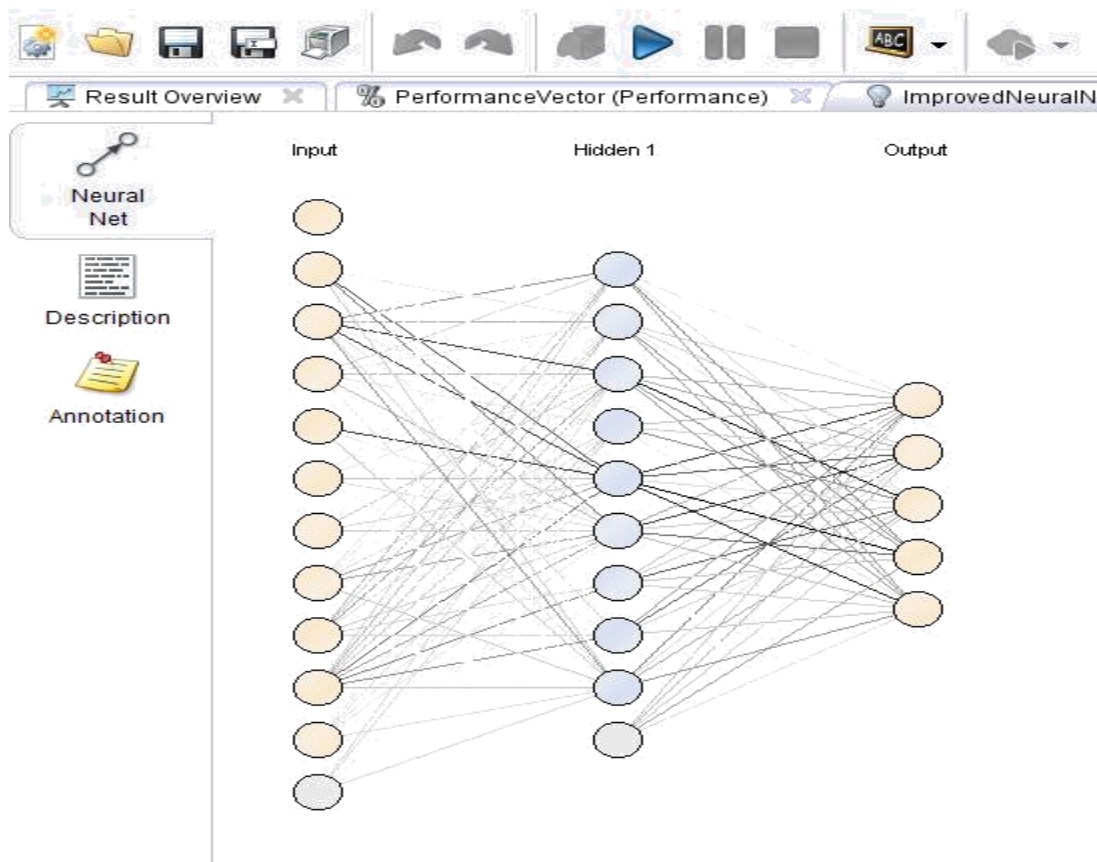 ABC
Result Overview
PerformanceVector (Performance)
ImprovedNeuralN
Neural
Net
Description
Annotation
Input
Hidden 1
Output